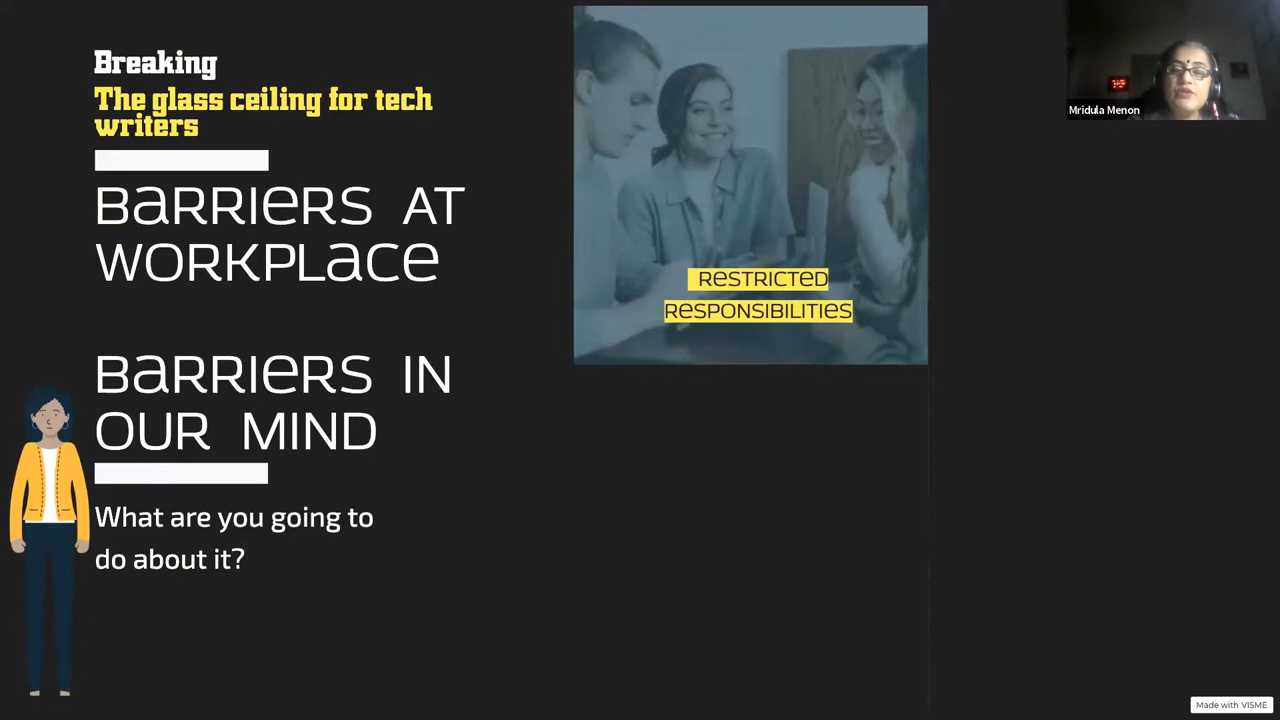 Breaking
The glass ceiling for tech
writers
BARRIERS AT
WORKPLACE
BARRIERS IN
OUR MIND
What are you going to
do about it?
RESTRICTED
RESPONSIBILITIES
Mridula Menon
Made with VISME